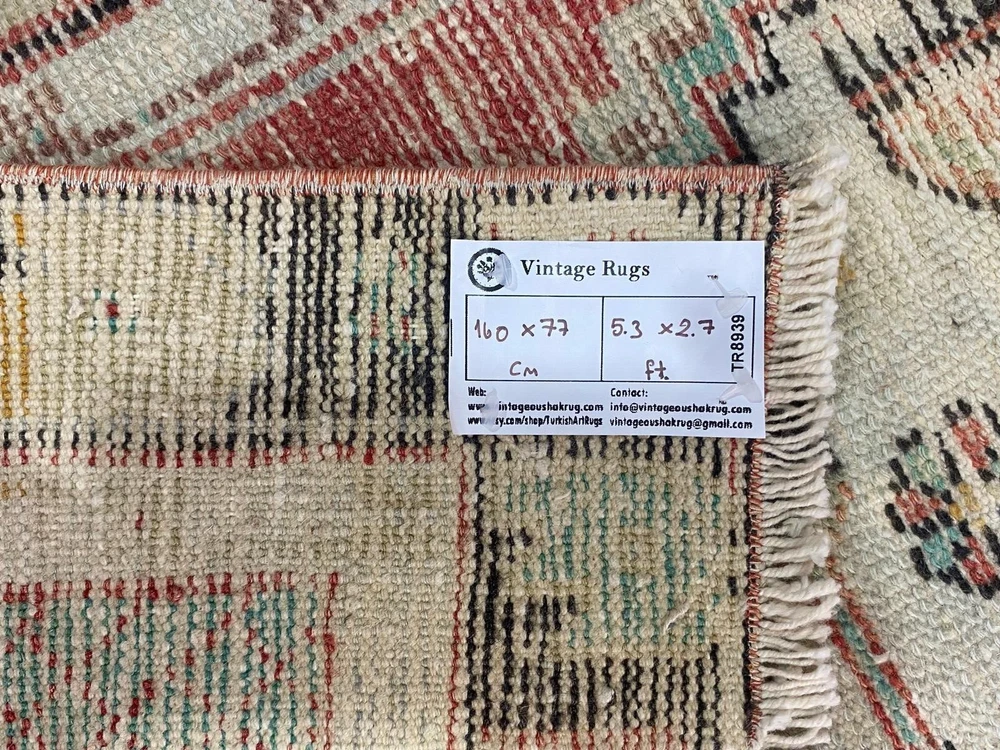 Vintage Rugs
160 x 77 5.3 x 2.7
cm ft.
TR8939
Web: Contact:
intageoushakrug.com info@vintageoushakrug.com
cy.com/shop/TurkishArtRugs vintageoushakrug@gmail.com